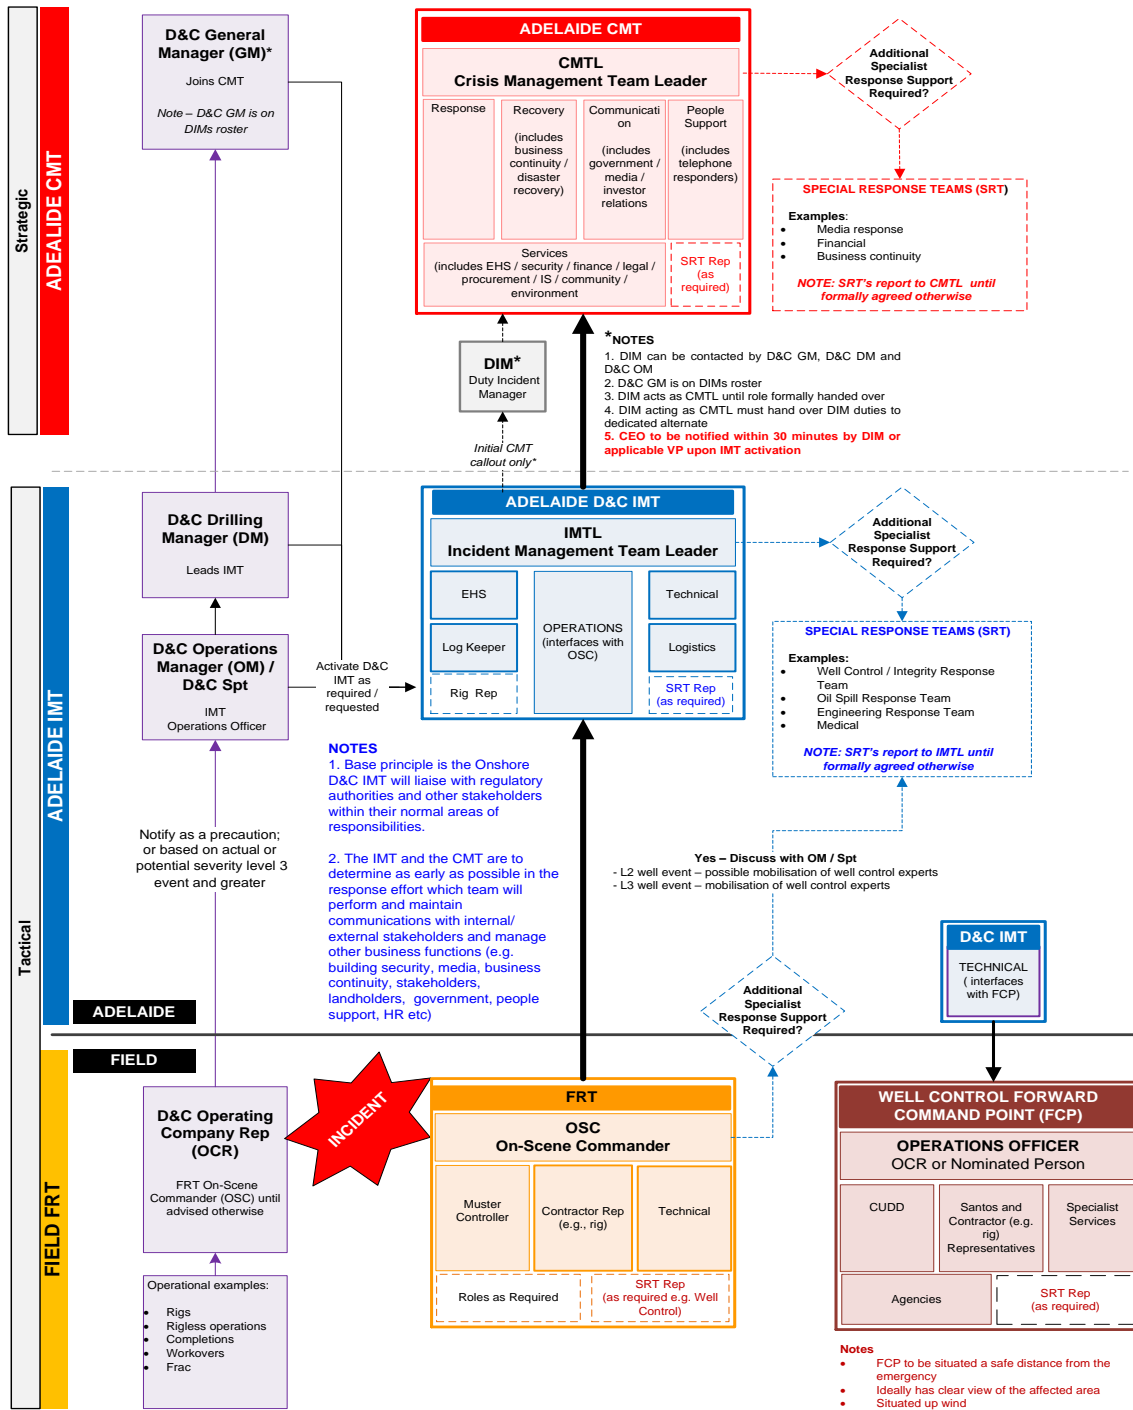 Strategic
ADEALIDE CMT
D&C General
Manager (GM)*
Joins CMT
Note – D&C GM is on
DIMs roster
ADELAIDE CMT
CMTL
Crisis Management Team Leader
Response
Recovery
(includes
business
continuity /
disaster
recovery)
Communicati
on
(includes
government /
media /
investor
relations
People
Support
(includes
telephone
responders)
Services
(includes EHS / security / finance / legal /
procurement / IS / community /
environment
SRT Rep
(as
required)
Additional
Specialist
Response Support
Required?
SPECIAL RESPONSE TEAMS (SRT)
Examples:
• Media response
• Financial
• Business continuity
NOTE: SRT's report to CMTL until
formally agreed otherwise
DIM*
Duty Incident
Manager
Initial CMT
callout only*
*NOTES
1. DIM can be contacted by D&C GM, D&C DM and
D&C OM
2. D&C GM is on DIMs roster
3. DIM acts as CMTL until role formally handed over
4. DIM acting as CMTL must hand over DIM duties to
dedicated alternate
5. CEO to be notified within 30 minutes by DIM or
applicable VP upon IMT activation
Tactical
ADELAIDE IMT
D&C Drilling
Manager (DM)
Leads IMT
D&C Operations
Manager (OM) /
D&C Spt
IMT
Operations Officer
Activate D&C
IMT as
required /
requested
ADELAIDE D&C IMT
IMTL
Incident Management Team Leader
EHS
Log Keeper
Rig Rep
OPERATIONS
(interfaces with
OSC)
Technical
Logistics
SRT Rep
(as required)
Additional
Specialist
Response Support
Required?
SPECIAL RESPONSE TEAMS (SRT)
Examples:
• Well Control / Integrity Response
Team
• Oil Spill Response Team
• Engineering Response Team
• Medical
NOTE: SRT's report to IMTL until
formally agreed otherwise
NOTES
1. Base principle is the Onshore
D&C IMT will liaise with regulatory
authorities and other stakeholders
within their normal areas of
responsibilities.
2. The IMT and the CMT are to
determine as early as possible in the
response effort which team will
perform and maintain
communications with internal/
external stakeholders and manage
other business functions (e.g.
building security, media, business
continuity, stakeholders,
landholders, government, people
support, HR etc)
Notify as a precaution;
or based on actual or
potential severity level 3
event and greater
Yes – Discuss with OM / Spt
- L2 well event – possible mobilisation of well control experts
- L3 well event – mobilisation of well control experts
Additional
Specialist
Response Support
Required?
D&C IMT
TECHNICAL
( interfaces
with FCP)
ADELAIDE
FIELD
FIELD FRT
D&C Operating
Company Rep
(OCR)
FRT On-Scene
Commander (OSC) until
advised otherwise
Operational examples:
• Rigs
• Rigless operations
• Completions
• Workovers
• Frac
INCIDENT
FRT
OSC
On-Scene Commander
Muster
Controller
Contractor Rep
(e.g., rig)
Technical
Roles as Required
SRT Rep
(as required e.g. Well
Control)
WELL CONTROL FORWARD
COMMAND POINT (FCP)
OPERATIONS OFFICER
OCR or Nominated Person
CUDD
Santos and
Contractor (e.g.
rig)
Representatives
Specialist
Services
Agencies
SRT Rep
(as required)
Notes
• FCP to be situated a safe distance from the
emergency
• Ideally has clear view of the affected area
• Situated up wind